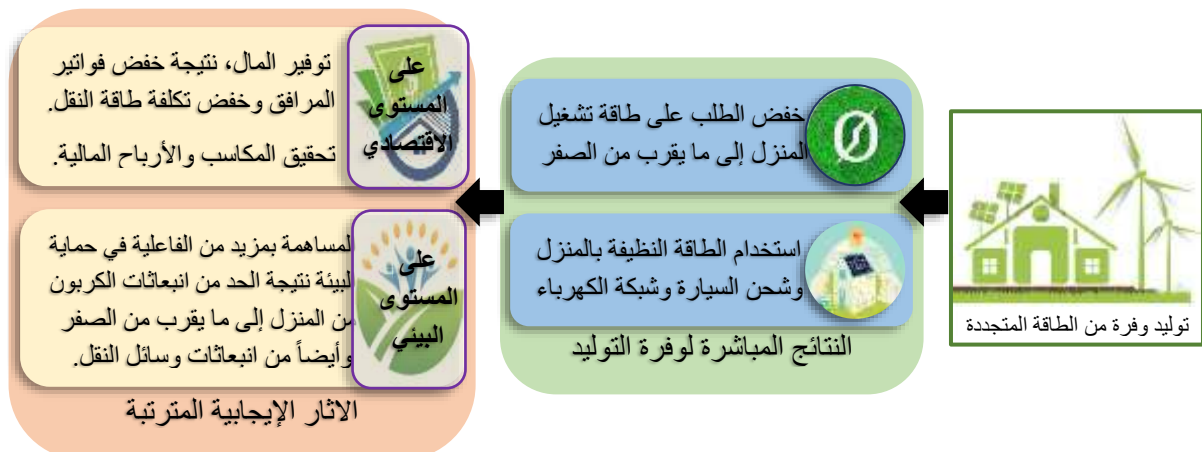 توليد وفرة من الطاقة المتجددة
خفض الطلب على طاقة تشغيل
المنزل إلى ما يقرب من الصفر
استخدام الطاقة النظيفة بالمنزل
وشحن السيارة وشبكة الكهرباء
النتائج المباشرة لوفرة التوليد
على
المستوى
الاقتصادي
توفير المال، نتيجة خفض فواتير
المرافق وخفض تكلفة طاقة النقل.
تحقيق المكاسب والأرباح المالية.
على
المستوى
البيئي
المساهمة بمزيد من الفاعلية في حماية
البيئة نتيجة الحد من انبعاثات الكربون
من المنزل إلى ما يقرب من الصفر
وأيضاً من انبعاثات وسائل النقل.
الاثار الإيجابية المترتبة